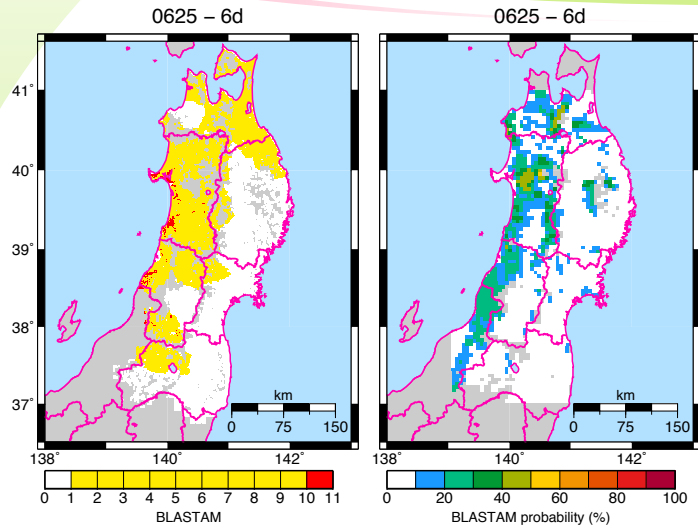 0625 − 6d
41˚
40˚
39˚
38˚
37˚
km
0 75 150
138 140 142
0 1 2 3 4 5 6 7 8 9 10 11
BLASTAM
0625 − 6d
km
0 75 150
138 140 142
0 20 40 60 80 100
BLASTAM probability (%)